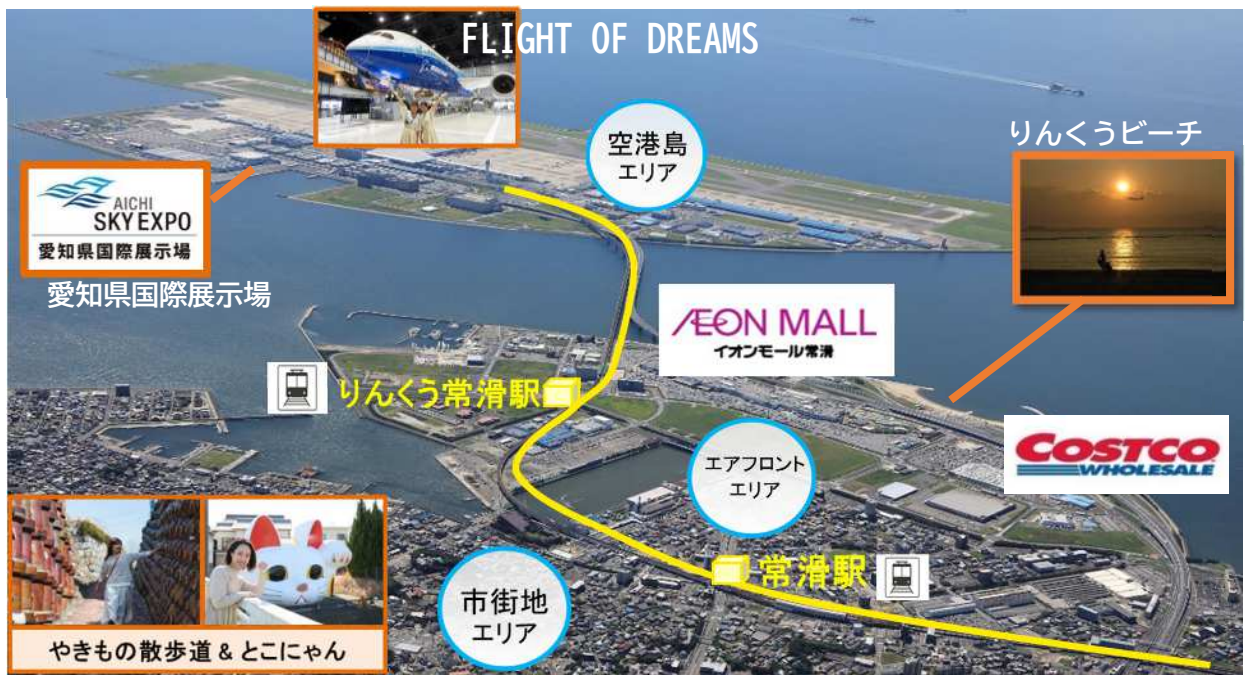 FLIGHT OF DREAMS
空港島
エリア
りんくうビーチ
AICHI
SKY EXPO
愛知県国際展示場
愛知県国際展示場
ÆON MALL
イオンモール常滑
りんくう常滑駅
COSTCO
WHOLESALE
エアフロント
エリア
常滑駅
市街地
エリア
やきもの散歩道 & とこにゃん